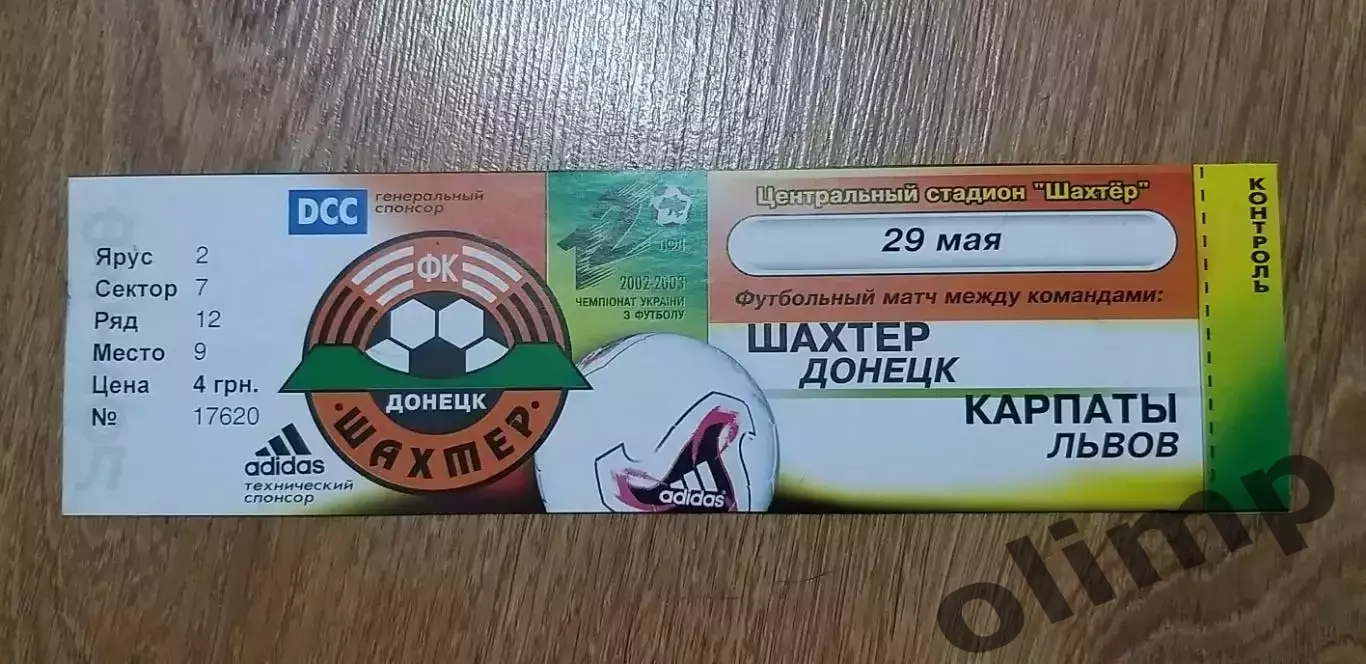 DCC
генеральный
спонсор
Ярус 2
Сектор 7
Ряд 12
Место 9
Цена 4 грн.
№ 17620
adidas
технический
спонсор
ФК
ДОНЕЦК
·ШАХТЕР·
2002-2003
ЧЕМПІОНАТ УКРАЇНИ
З ФУТБОЛУ
adidas
Центральный стадион "Шахтёр"
29 мая
Футбольный матч между командами:
ШАХТЕР
ДОНЕЦК
КАРПАТЫ
ЛЬВОВ
КОНТРОЛЬ
olimp